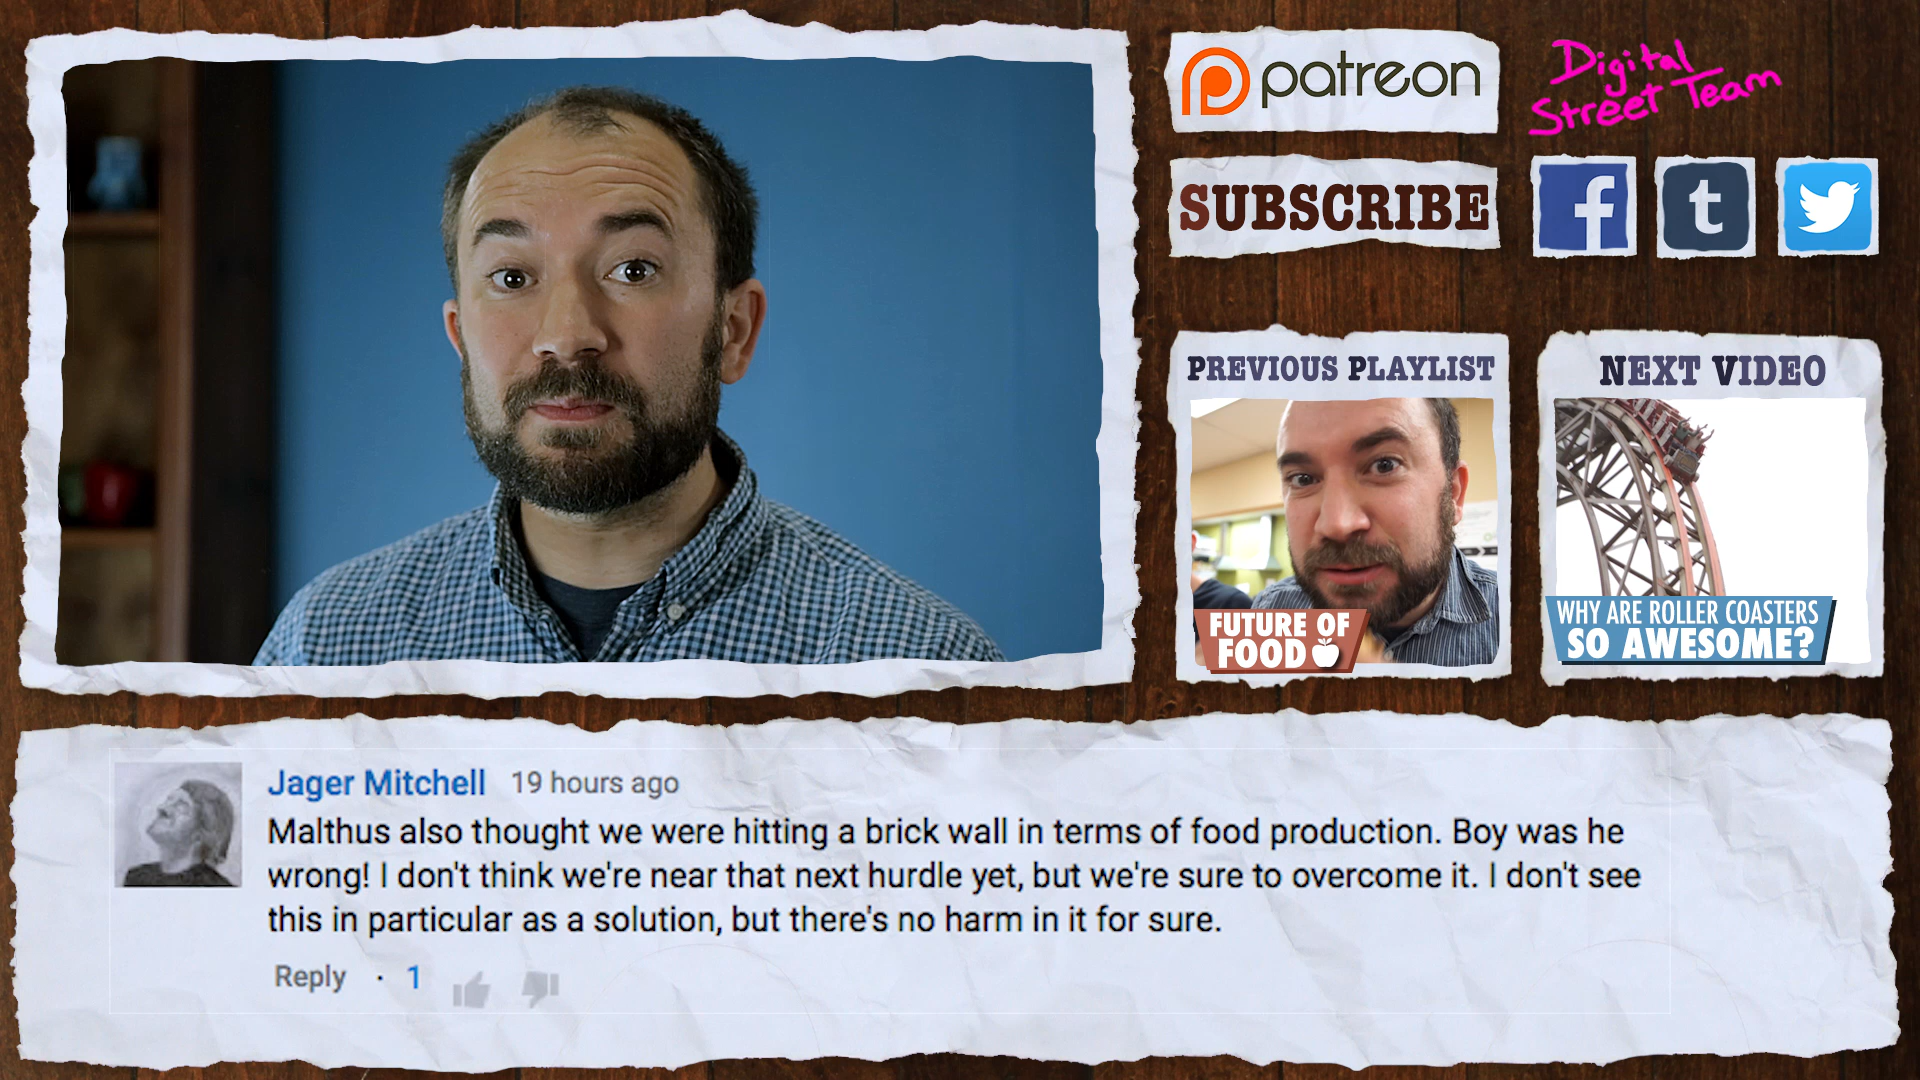 patreon
Digital
Street Team
SUBSCRIBE
f
t
PREVIOUS PLAYLIST
FUTURE OF
FOOD
NEXT VIDEO
WHY ARE ROLLER COASTERS
SO AWESOME?
Jager Mitchell 19 hours ago
Malthus also thought we were hitting a brick wall in terms of food production. Boy was he
wrong! I don't think we're near that next hurdle yet, but we're sure to overcome it. I don't see
this in particular as a solution, but there's no harm in it for sure.
Reply · 1